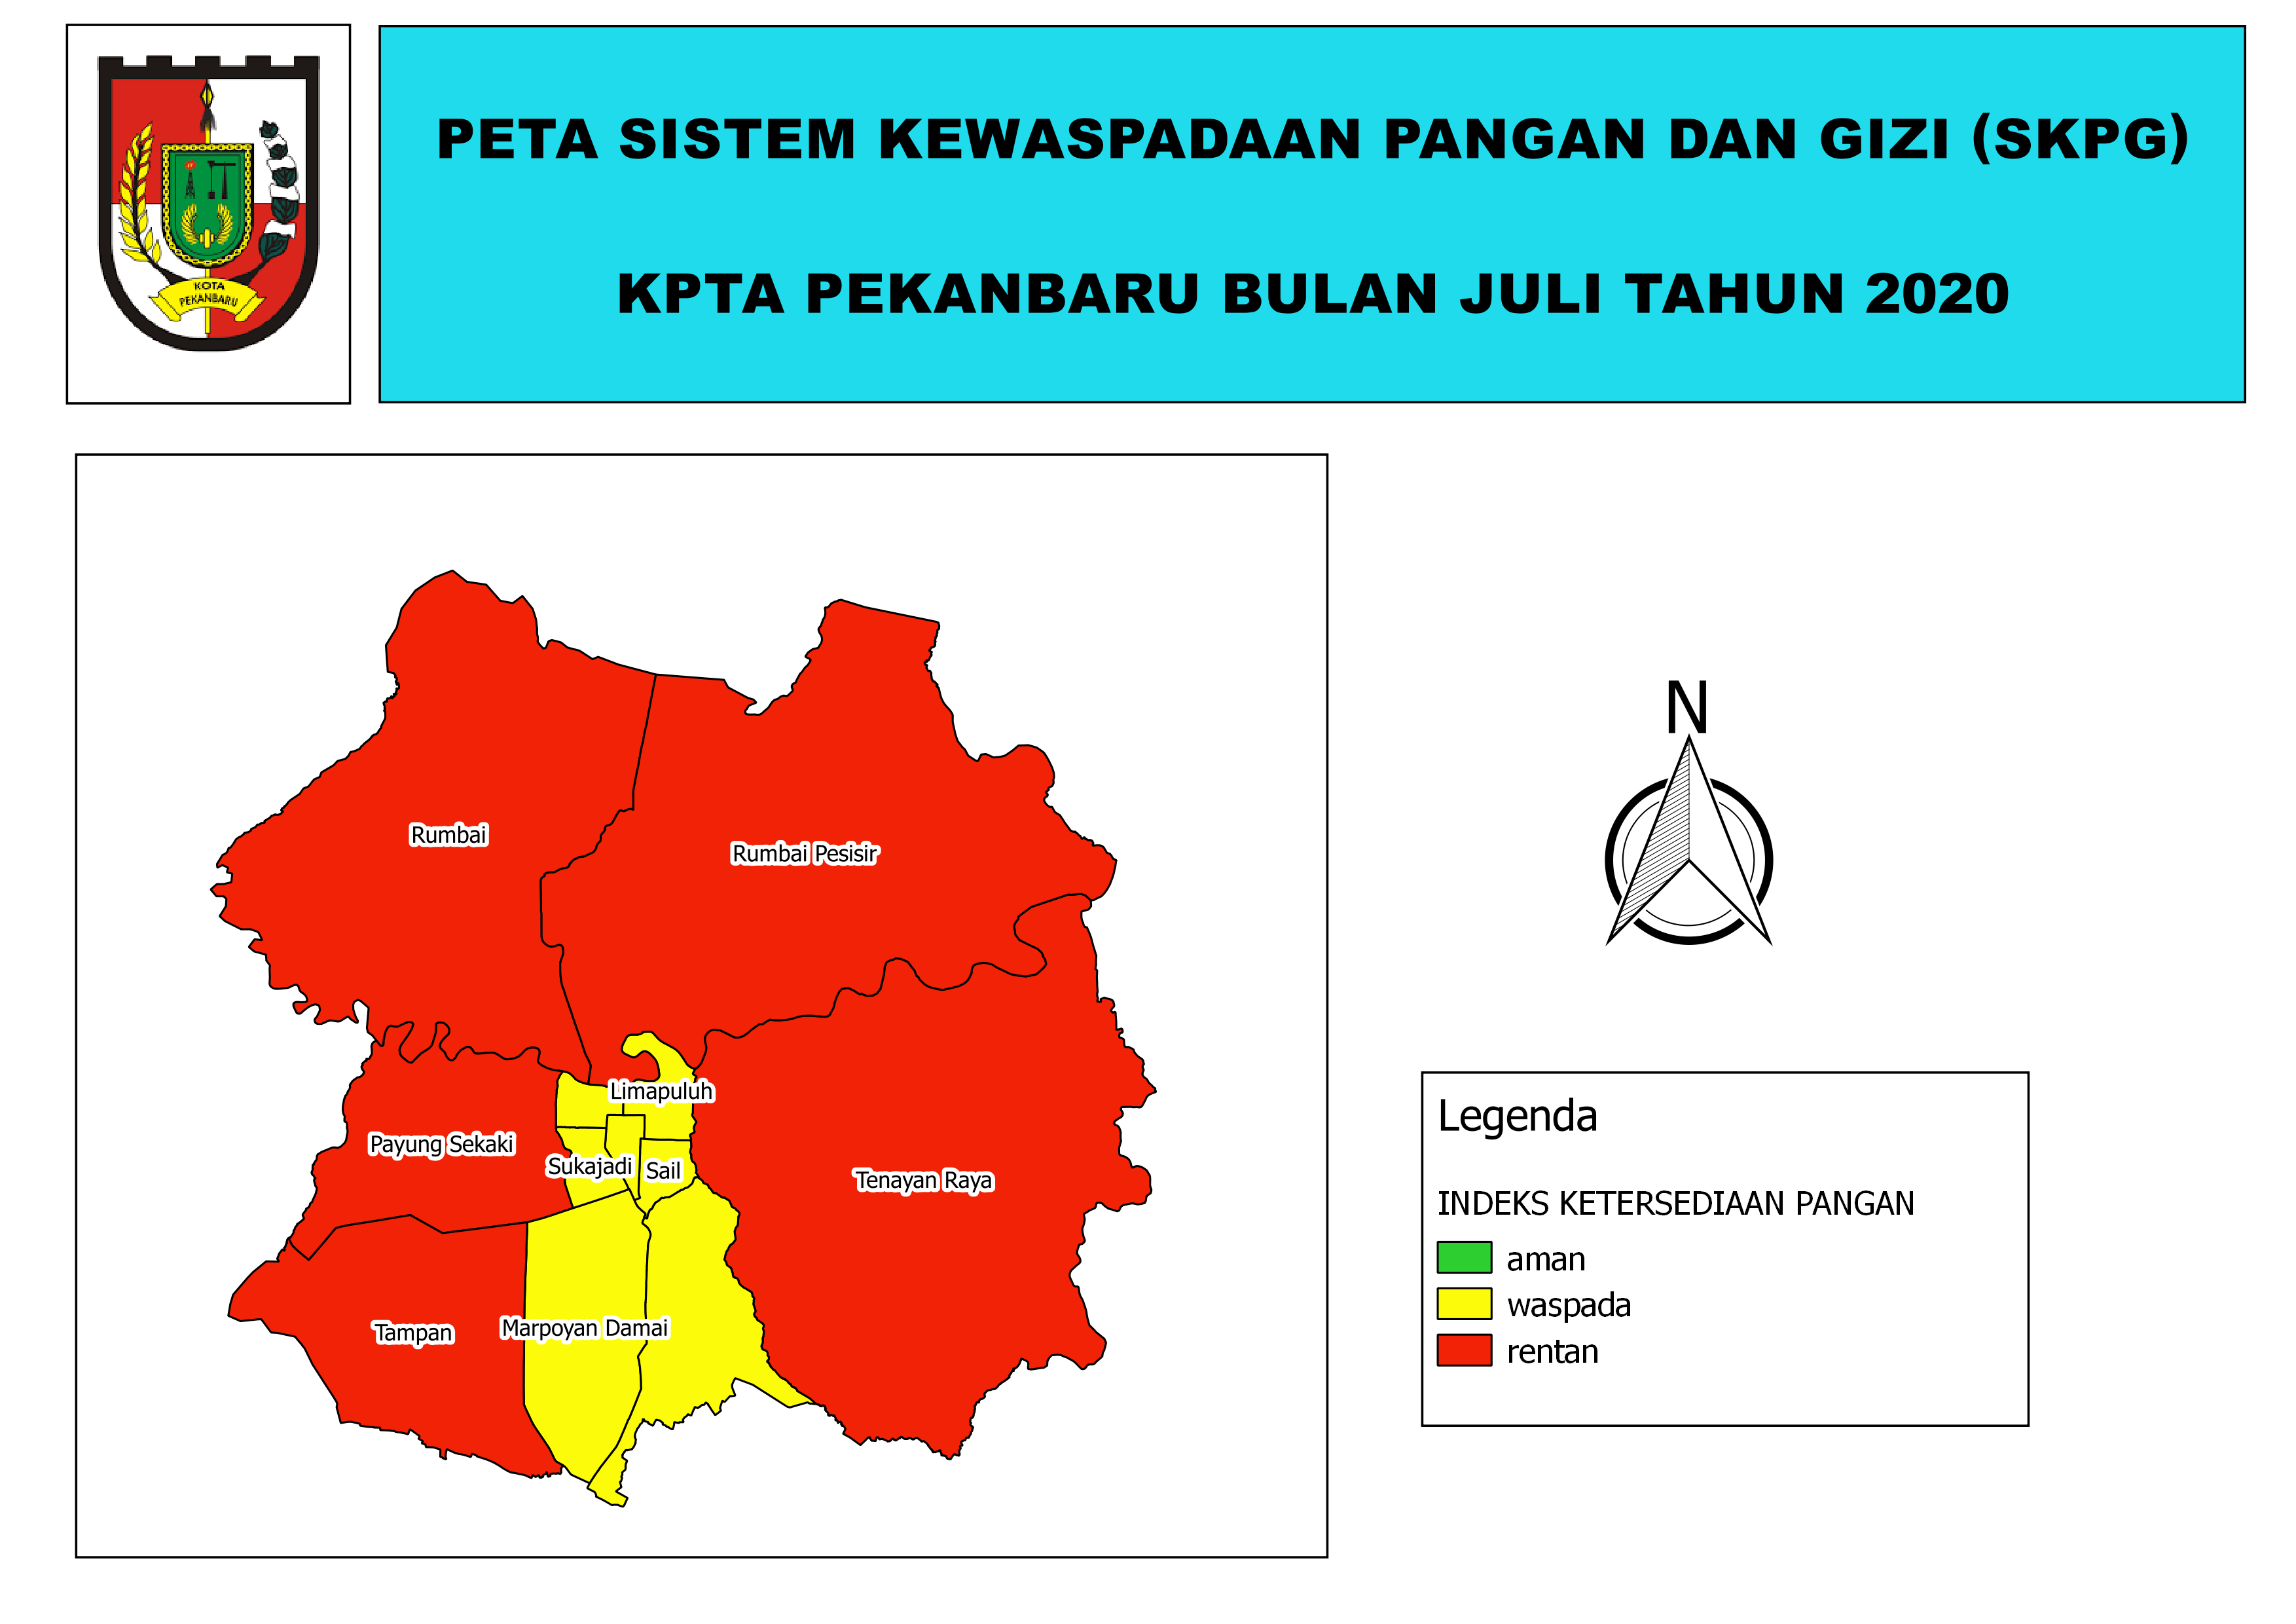 KOTA
PEKANBARU
PETA SISTEM KEWASPADAAN PANGAN DAN GIZI (SKPG)
KPTA PEKANBARU BULAN JULI TAHUN 2020
Rumbai
Rumbai Pesisir
Limapuluh
Payung Sekaki
Sukajadi
Sail
Tenayan Raya
Tampan
Marpoyan Damai
N
Legenda
INDEKS KETERSEDIAAN PANGAN
aman
waspada
rentan